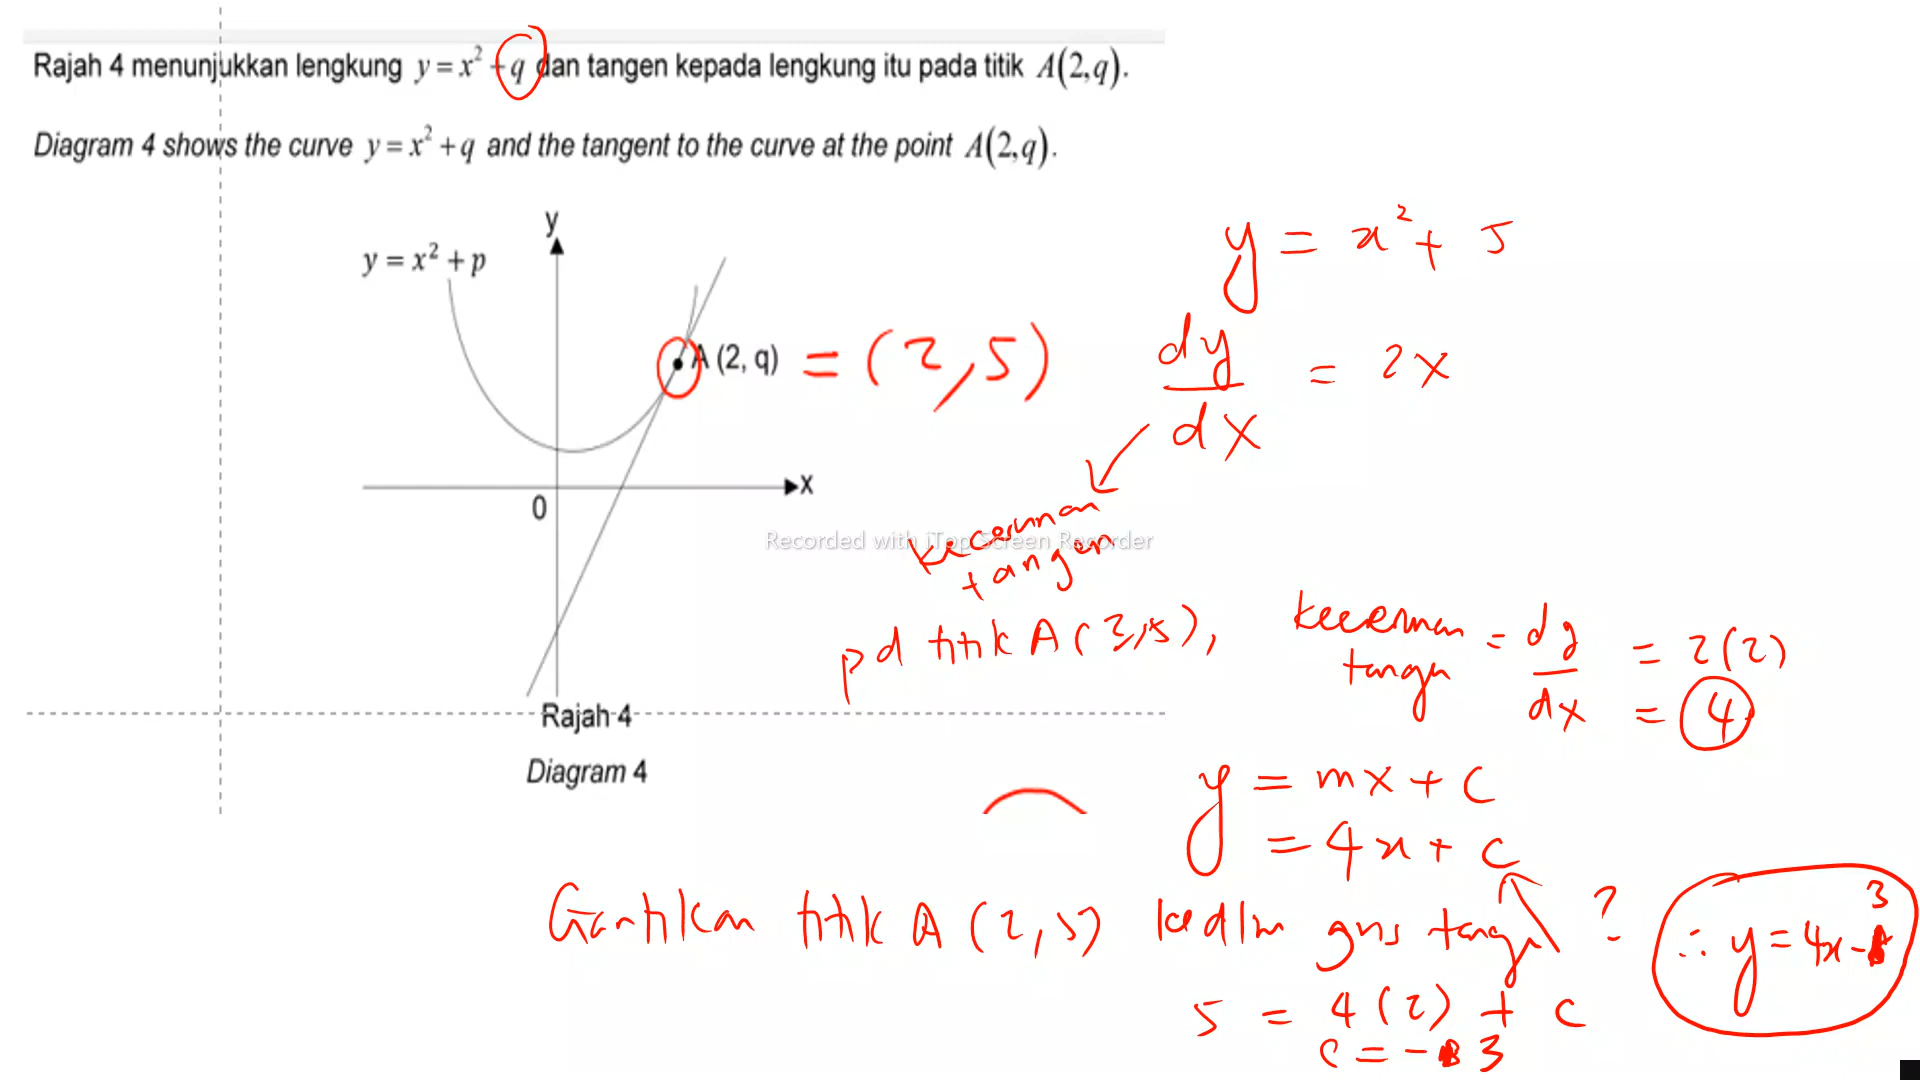 Rajah 4 menunjukkan lengkung y = x² + q dan tangen kepada lengkung itu pada titik A(2,q).
Diagram 4 shows the curve y = x² + q and the tangent to the curve at the point A(2,q).
y
y = x² + p
A (2, q) = (2,5)
x
0
Rajah 4
Diagram 4
y = x² + 5
dy/dx = 2x
kecerunan
tangen
Recorded with iTop Screen Recorder
pd titik A(2,5),
kecerunan tangen = dy/dx = 2(2)
= 4
y = mx + c
= 4x + c
?
Gantikan titik A (2,5) kedlm grs tangen
5 = 4(2) + c
c = -3
∴ y = 4x - 3